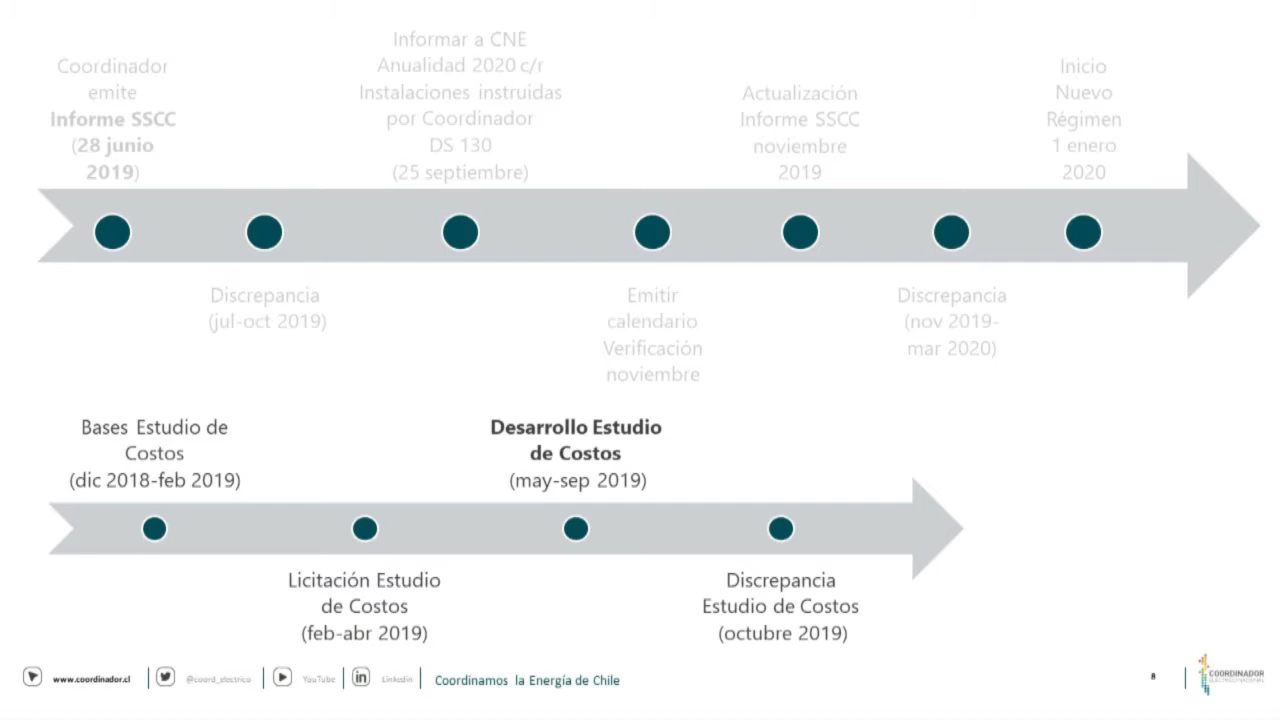 Coordinador
emite
Informe SSCC
(28 junio
2019)
Informar a CNE
Anualidad 2020 c/r
Instalaciones instruidas
por Coordinador
DS 130
(25 septiembre)
Actualización
Informe SSCC
noviembre
2019
Inicio
Nuevo
Régimen
1 enero
2020
Discrepancia
(jul-oct 2019)
Emitir
calendario
Verificación
noviembre
Discrepancia
(nov 2019-
mar 2020)
Bases Estudio de
Costos
(dic 2018-feb 2019)
Desarrollo Estudio
de Costos
(may-sep 2019)
Licitación Estudio
de Costos
(feb-abr 2019)
Discrepancia
Estudio de Costos
(octubre 2019)
www.coordinador.cl
@coord_electrico
YouTube
in
Linkedin
Coordinamos la Energía de Chile
8
COORDINADOR
ELÉCTRICO NACIONAL